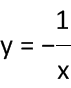 y = −1/x